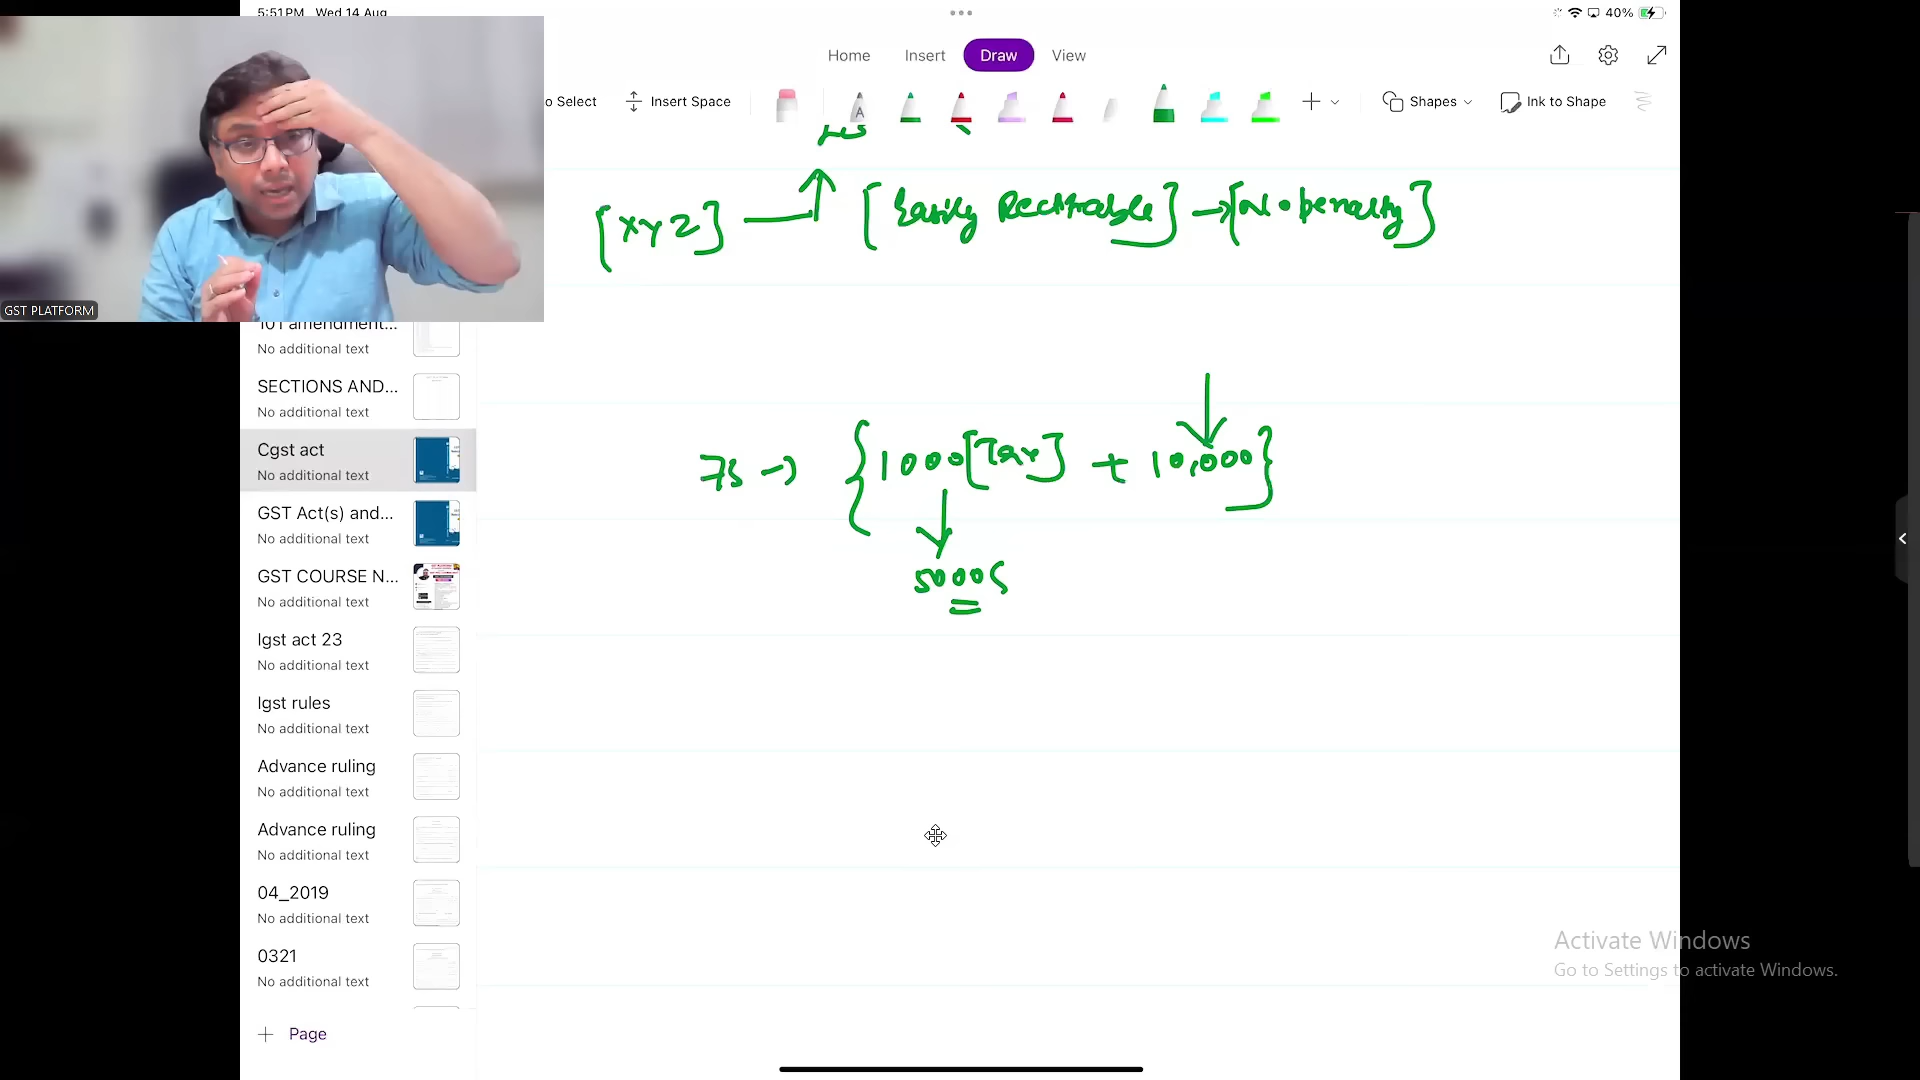 5:51 PM Wed 14 Aug
40%
Home Insert Draw View
o Select Insert Space A Shapes Ink to Shape
[XYZ] → [Easily Rectifiable] → [No penalty]
GST PLATFORM
101 amendment...
No additional text
SECTIONS AND...
No additional text
Cgst act
No additional text
GST Act(s) and...
No additional text
GST COURSE N...
No additional text
Igst act 23
No additional text
Igst rules
No additional text
Advance ruling
No additional text
Advance ruling
No additional text
04_2019
No additional text
0321
No additional text
+ Page
73 → {1000 [Tax] + 10,000}
5000
Activate Windows
Go to Settings to activate Windows.